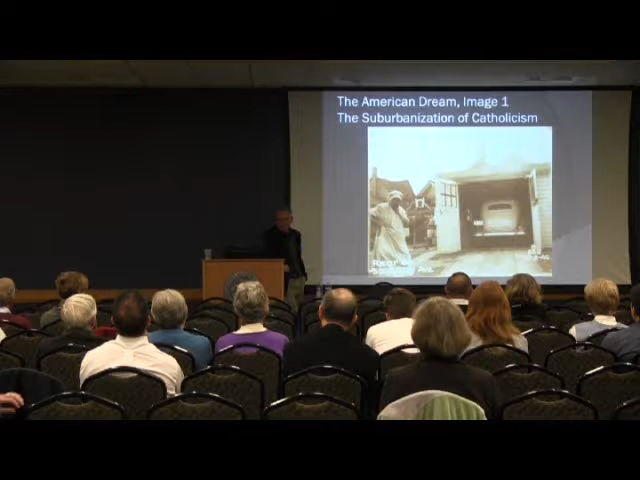 The American Dream, Image 1
The Suburbanization of Catholicism